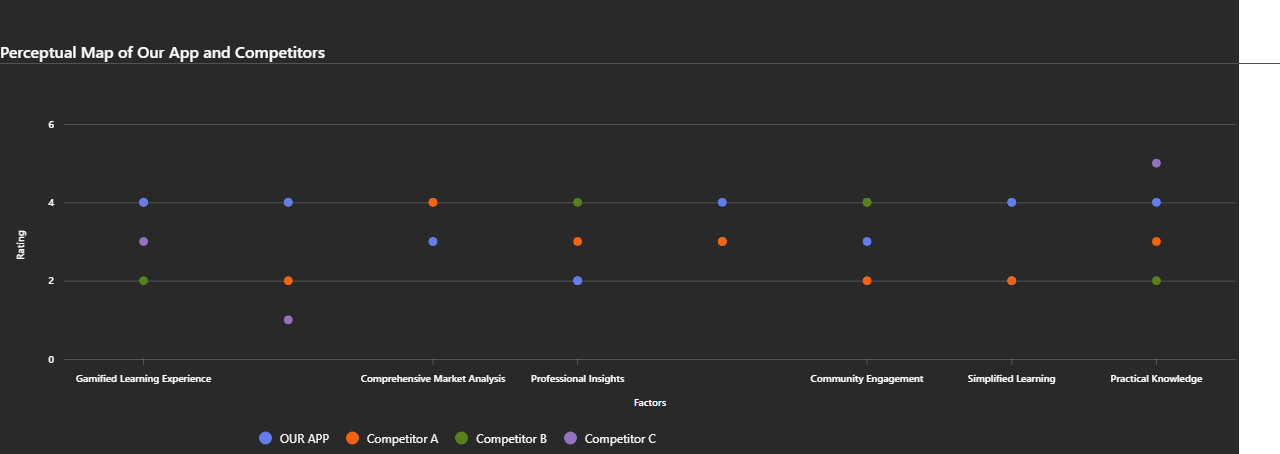 Perceptual Map of Our App and Competitors
6
4
2
0
Rating
Gamified Learning Experience
Comprehensive Market Analysis
Professional Insights
Community Engagement
Simplified Learning
Practical Knowledge
Factors
OUR APP
Competitor A
Competitor B
Competitor C